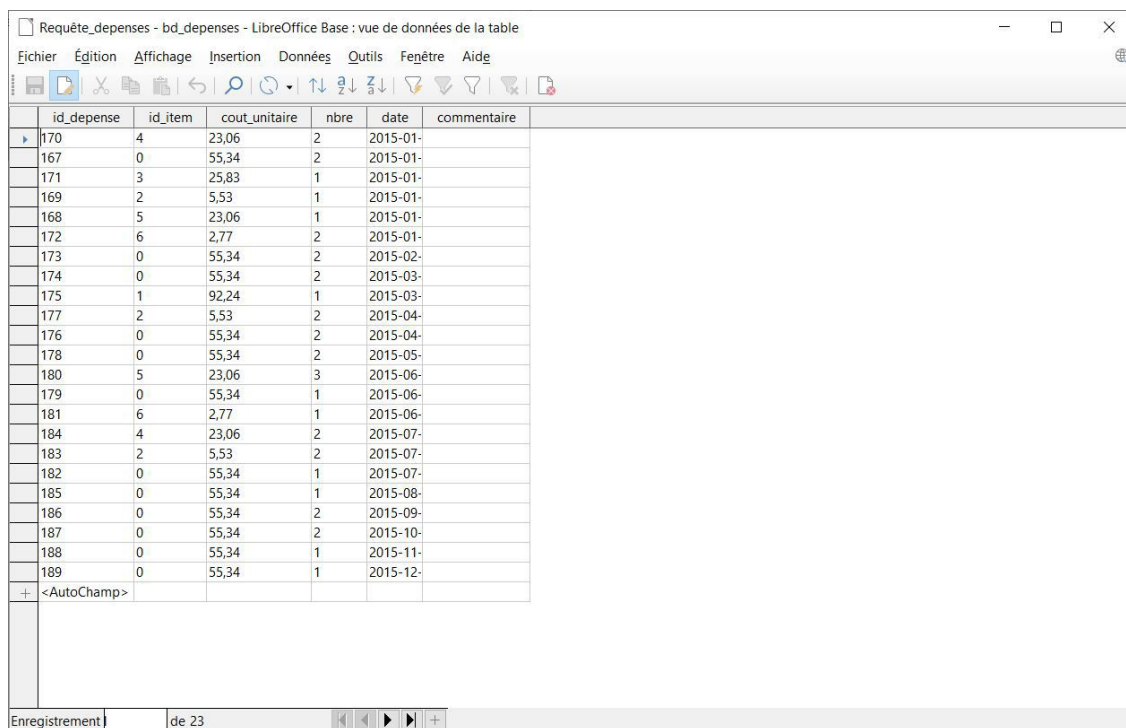 Requête_depenses - bd_depenses - LibreOffice Base : vue de données de la table
Fichier Édition Affichage Insertion Données Outils Fenêtre Aide
id_depense id_item cout_unitaire nbre date commentaire
170 4 23,06 2 2015-01-
167 0 55,34 2 2015-01-
171 3 25,83 1 2015-01-
169 2 5,53 1 2015-01-
168 5 23,06 1 2015-01-
172 6 2,77 2 2015-01-
173 0 55,34 2 2015-02-
174 0 55,34 2 2015-03-
175 1 92,24 1 2015-03-
177 2 5,53 2 2015-04-
176 0 55,34 2 2015-04-
178 0 55,34 2 2015-05-
180 5 23,06 3 2015-06-
179 0 55,34 1 2015-06-
181 6 2,77 1 2015-06-
184 4 23,06 2 2015-07-
183 2 5,53 2 2015-07-
182 0 55,34 1 2015-07-
185 0 55,34 1 2015-08-
186 0 55,34 2 2015-09-
187 0 55,34 2 2015-10-
188 0 55,34 1 2015-11-
189 0 55,34 1 2015-12-
<AutoChamp>
Enregistrement de 23